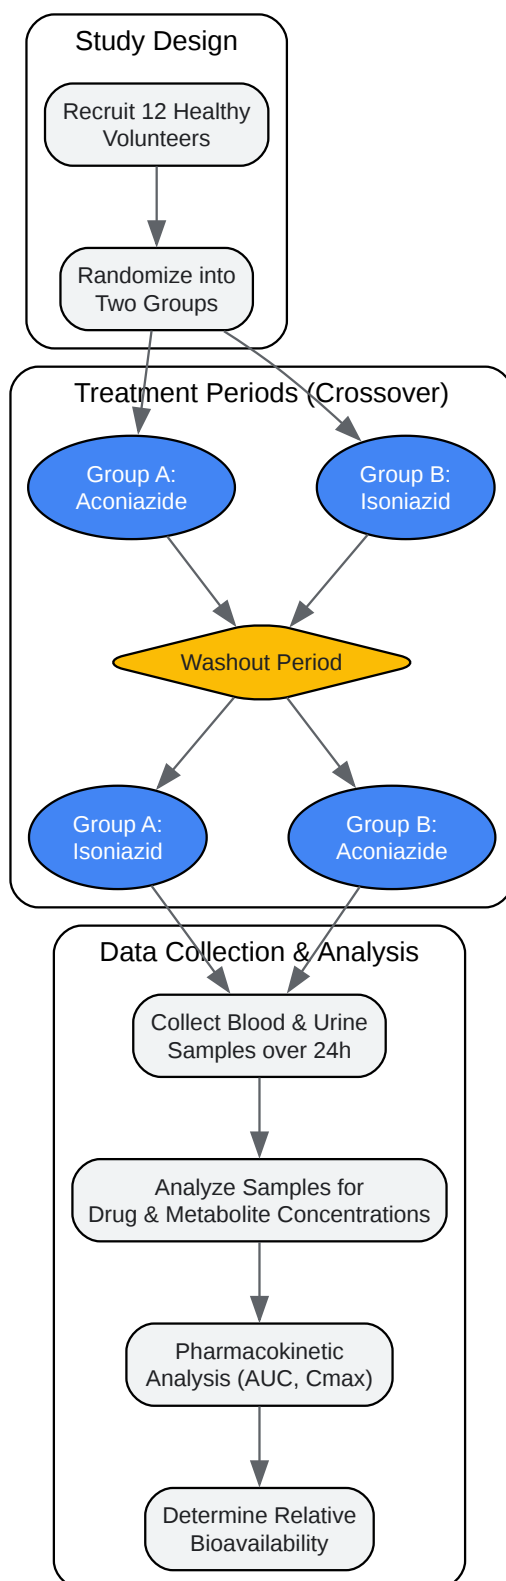 Study Design
Recruit 12 Healthy
Volunteers
Randomize into
Two Groups
Treatment Periods (Crossover)
Group A:
Aconiazide
Group B:
Isoniazid
Washout Period
Group A:
Isoniazid
Group B:
Aconiazide
Data Collection & Analysis
Collect Blood & Urine
Samples over 24h
Analyze Samples for
Drug & Metabolite Concentrations
Pharmacokinetic
Analysis (AUC, Cmax)
Determine Relative
Bioavailability